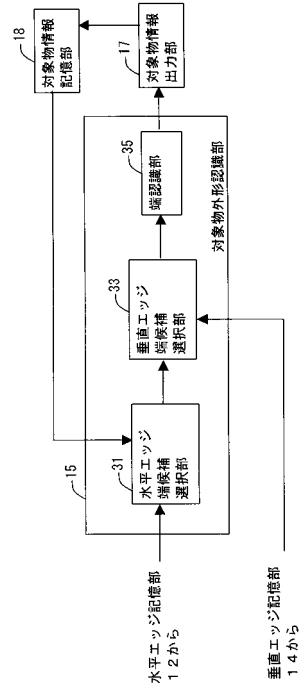 18
対象物情報
記憶部
17
対象物情報
出力部
35
端認識部
対象物外形認識部
33
垂直エッジ
端候補
選択部
15
31
水平エッジ
端候補
選択部
水平エッジ記憶部
12から
垂直エッジ記憶部
14から